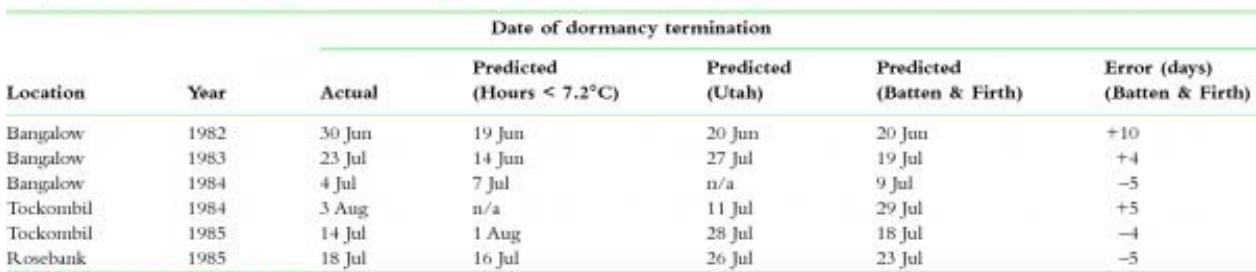 Date of dormancy termination
Predicted Predicted Predicted Error (days)
Location Year Actual (Hours < 7.2°C) (Utah) (Batten & Firth) (Batten & Firth)
Bangalow 1982 30 Jun 19 Jun 20 Jun 20 Jun +10
Bangalow 1983 23 Jul 14 Jun 27 Jul 19 Jul +4
Bangalow 1984 4 Jul 7 Jul n/a 9 Jul −5
Tockombil 1984 3 Aug n/a 11 Jul 29 Jul +5
Tockombil 1985 14 Jul 1 Aug 28 Jul 18 Jul −4
Rosebank 1985 18 Jul 16 Jul 26 Jul 23 Jul −5